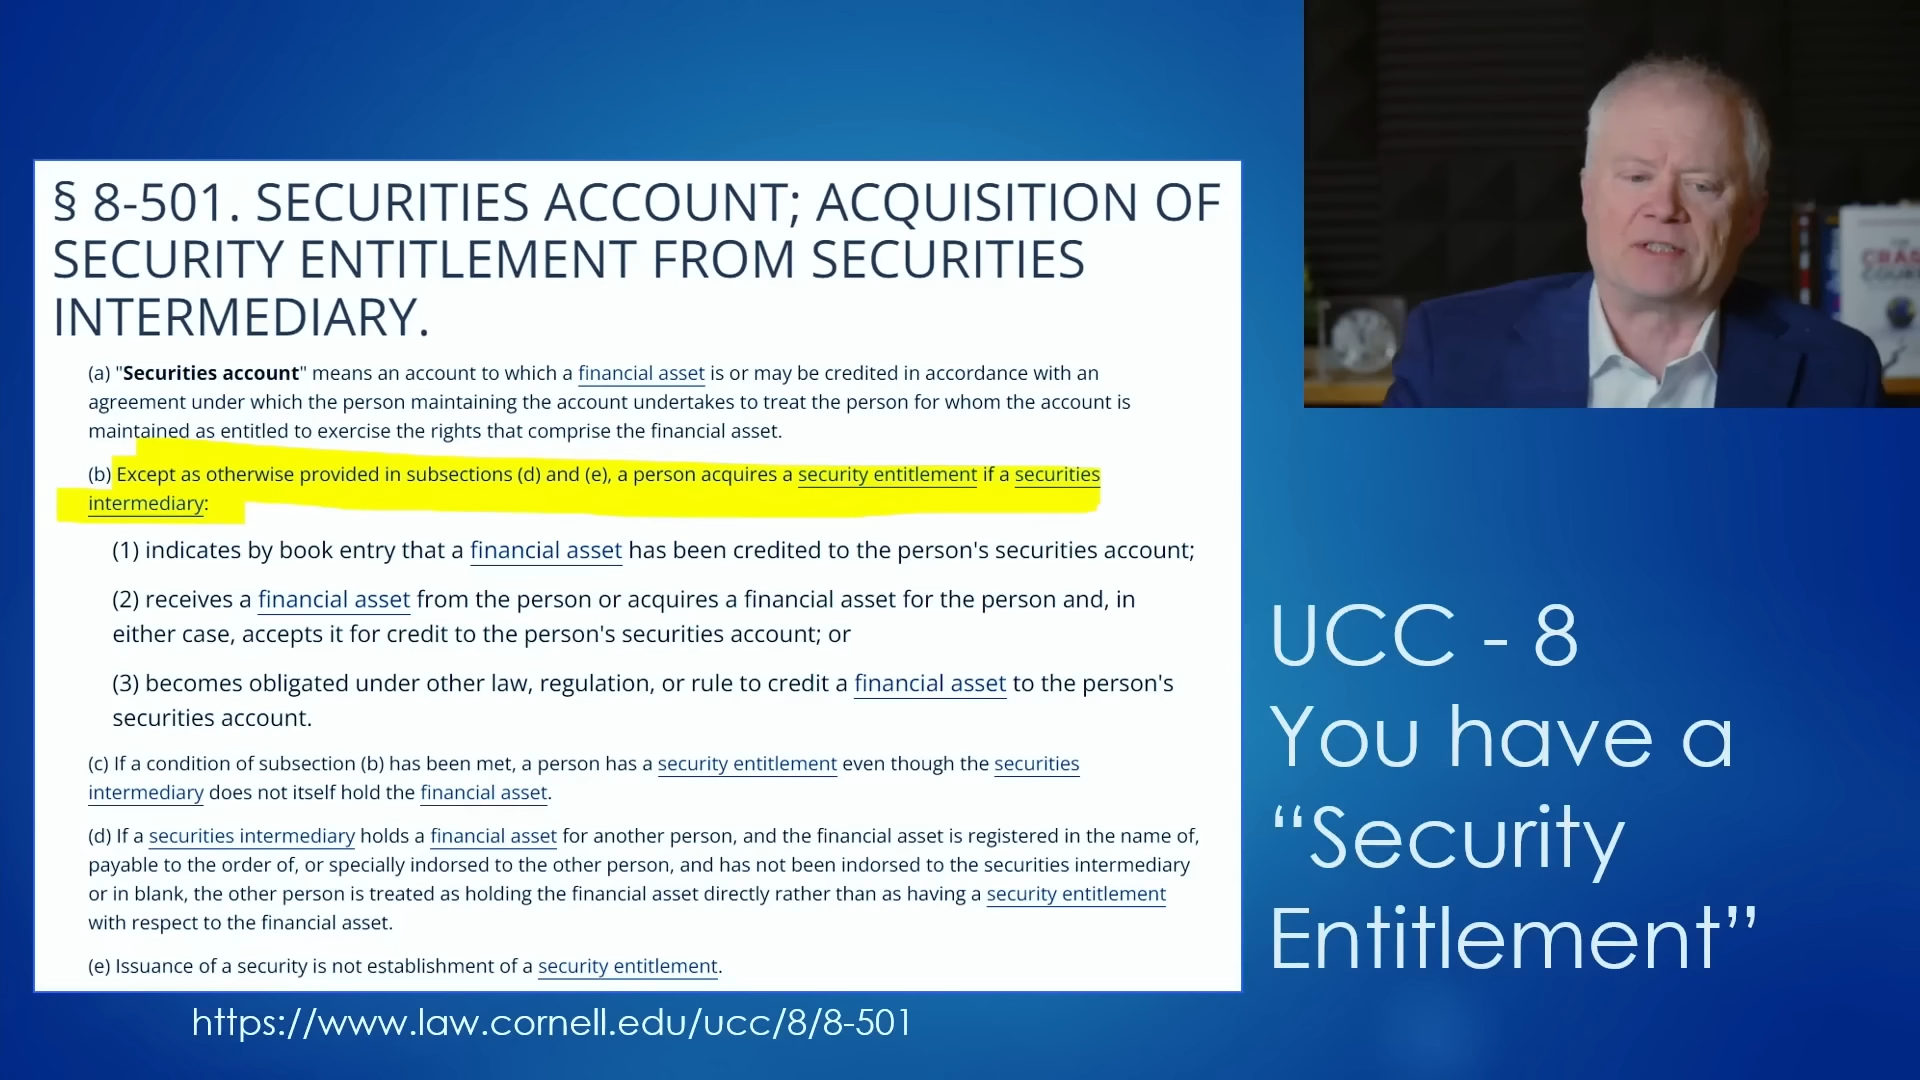 § 8-501. SECURITIES ACCOUNT; ACQUISITION OF
SECURITY ENTITLEMENT FROM SECURITIES
INTERMEDIARY.
(a) "Securities account" means an account to which a financial asset is or may be credited in accordance with an
agreement under which the person maintaining the account undertakes to treat the person for whom the account is
maintained as entitled to exercise the rights that comprise the financial asset.
(b) Except as otherwise provided in subsections (d) and (e), a person acquires a security entitlement if a securities
intermediary:
(1) indicates by book entry that a financial asset has been credited to the person's securities account;
(2) receives a financial asset from the person or acquires a financial asset for the person and, in
either case, accepts it for credit to the person's securities account; or
(3) becomes obligated under other law, regulation, or rule to credit a financial asset to the person's
securities account.
(c) If a condition of subsection (b) has been met, a person has a security entitlement even though the securities
intermediary does not itself hold the financial asset.
(d) If a securities intermediary holds a financial asset for another person, and the financial asset is registered in the name of,
payable to the order of, or specially indorsed to the other person, and has not been indorsed to the securities intermediary
or in blank, the other person is treated as holding the financial asset directly rather than as having a security entitlement
with respect to the financial asset.
(e) Issuance of a security is not establishment of a security entitlement.
https://www.law.cornell.edu/ucc/8/8-501
UCC - 8
You have a
“Security
Entitlement”